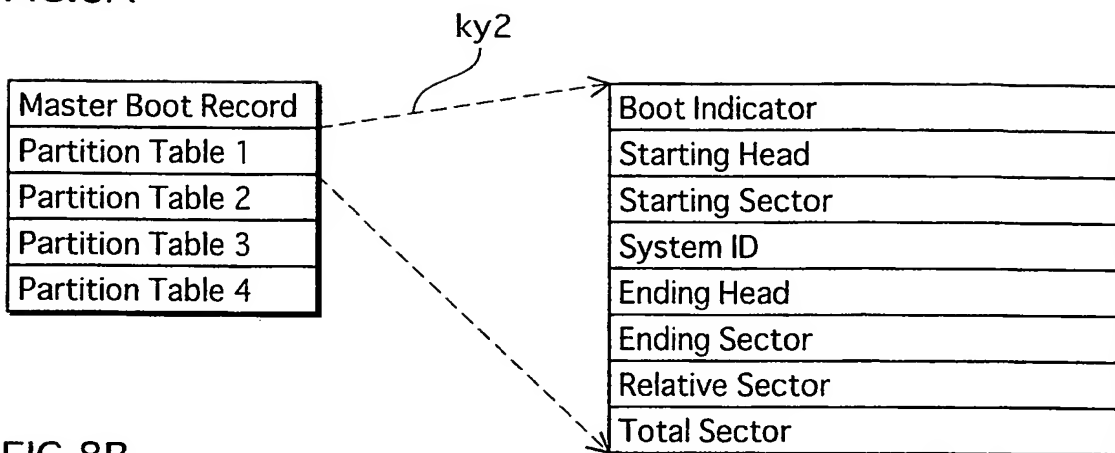 ky2
Master Boot Record
Partition Table 1
Partition Table 2
Partition Table 3
Partition Table 4
Boot Indicator
Starting Head
Starting Sector
System ID
Ending Head
Ending Sector
Relative Sector
Total Sector